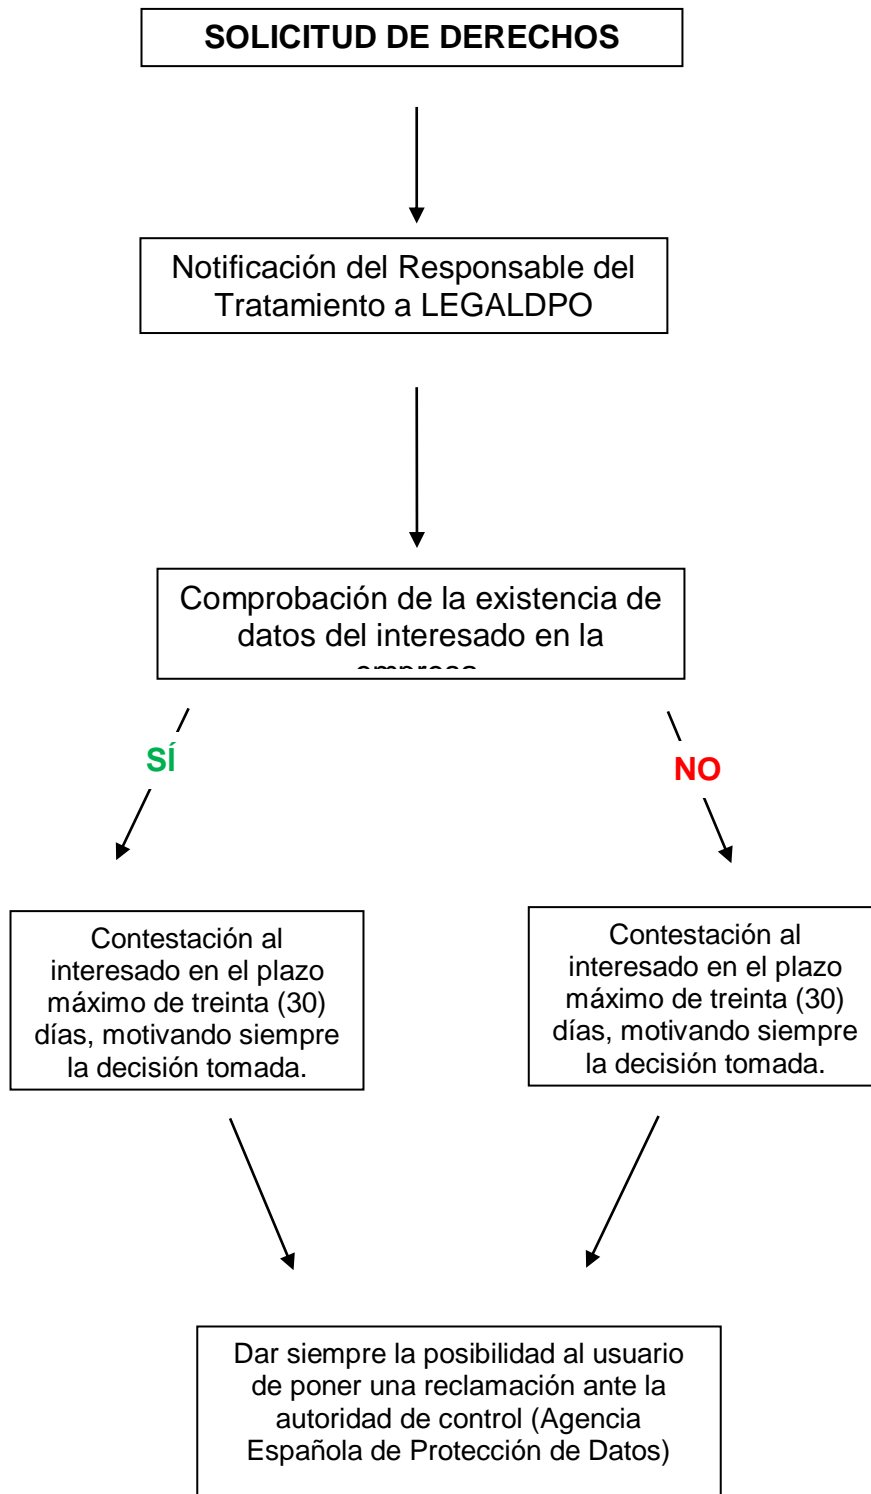 SOLICITUD DE DERECHOS
Notificación del Responsable del
Tratamiento a LEGALDPO
Comprobación de la existencia de
datos del interesado en la
SÍ
NO
Contestación al
interesado en el plazo
máximo de treinta (30)
días, motivando siempre
la decisión tomada.
Contestación al
interesado en el plazo
máximo de treinta (30)
días, motivando siempre
la decisión tomada.
Dar siempre la posibilidad al usuario
de poner una reclamación ante la
autoridad de control (Agencia
Española de Protección de Datos)